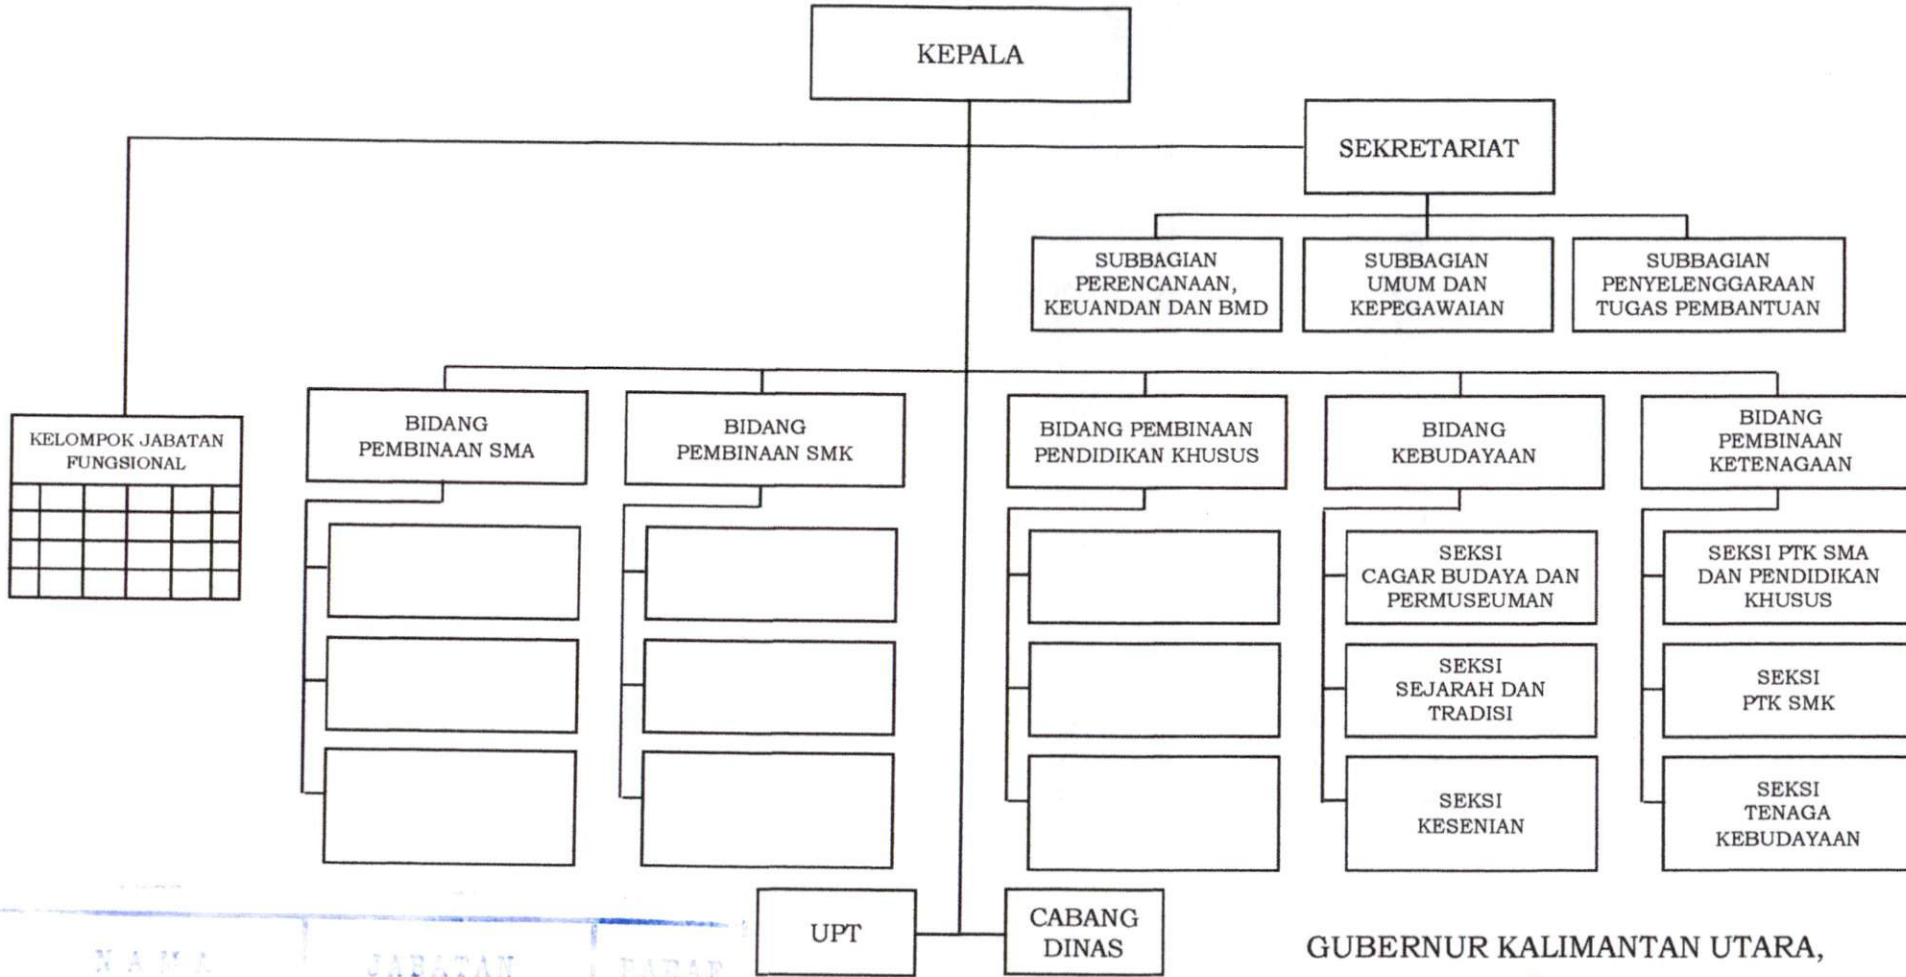 KEPALA
SEKRETARIAT
SUBBAGIAN
PERENCANAAN,
KEUANDAN DAN BMD
SUBBAGIAN
UMUM DAN
KEPEGAWAIAN
SUBBAGIAN
PENYELENGGARAAN
TUGAS PEMBANTUAN
KELOMPOK JABATAN
FUNGSIONAL
BIDANG
PEMBINAAN SMA
BIDANG
PEMBINAAN SMK
BIDANG PEMBINAAN
PENDIDIKAN KHUSUS
BIDANG
KEBUDAYAAN
BIDANG
PEMBINAAN
KETENAGAAN
SEKSI
CAGAR BUDAYA DAN
PERMUSEUMAN
SEKSI PTK SMA
DAN PENDIDIKAN
KHUSUS
SEKSI
SEJARAH DAN
TRADISI
SEKSI
PTK SMK
SEKSI
KESENIAN
SEKSI
TENAGA
KEBUDAYAAN
UPT
CABANG
DINAS
GUBERNUR KALIMANTAN UTARA,
NAMA
JABATAN
PARAF